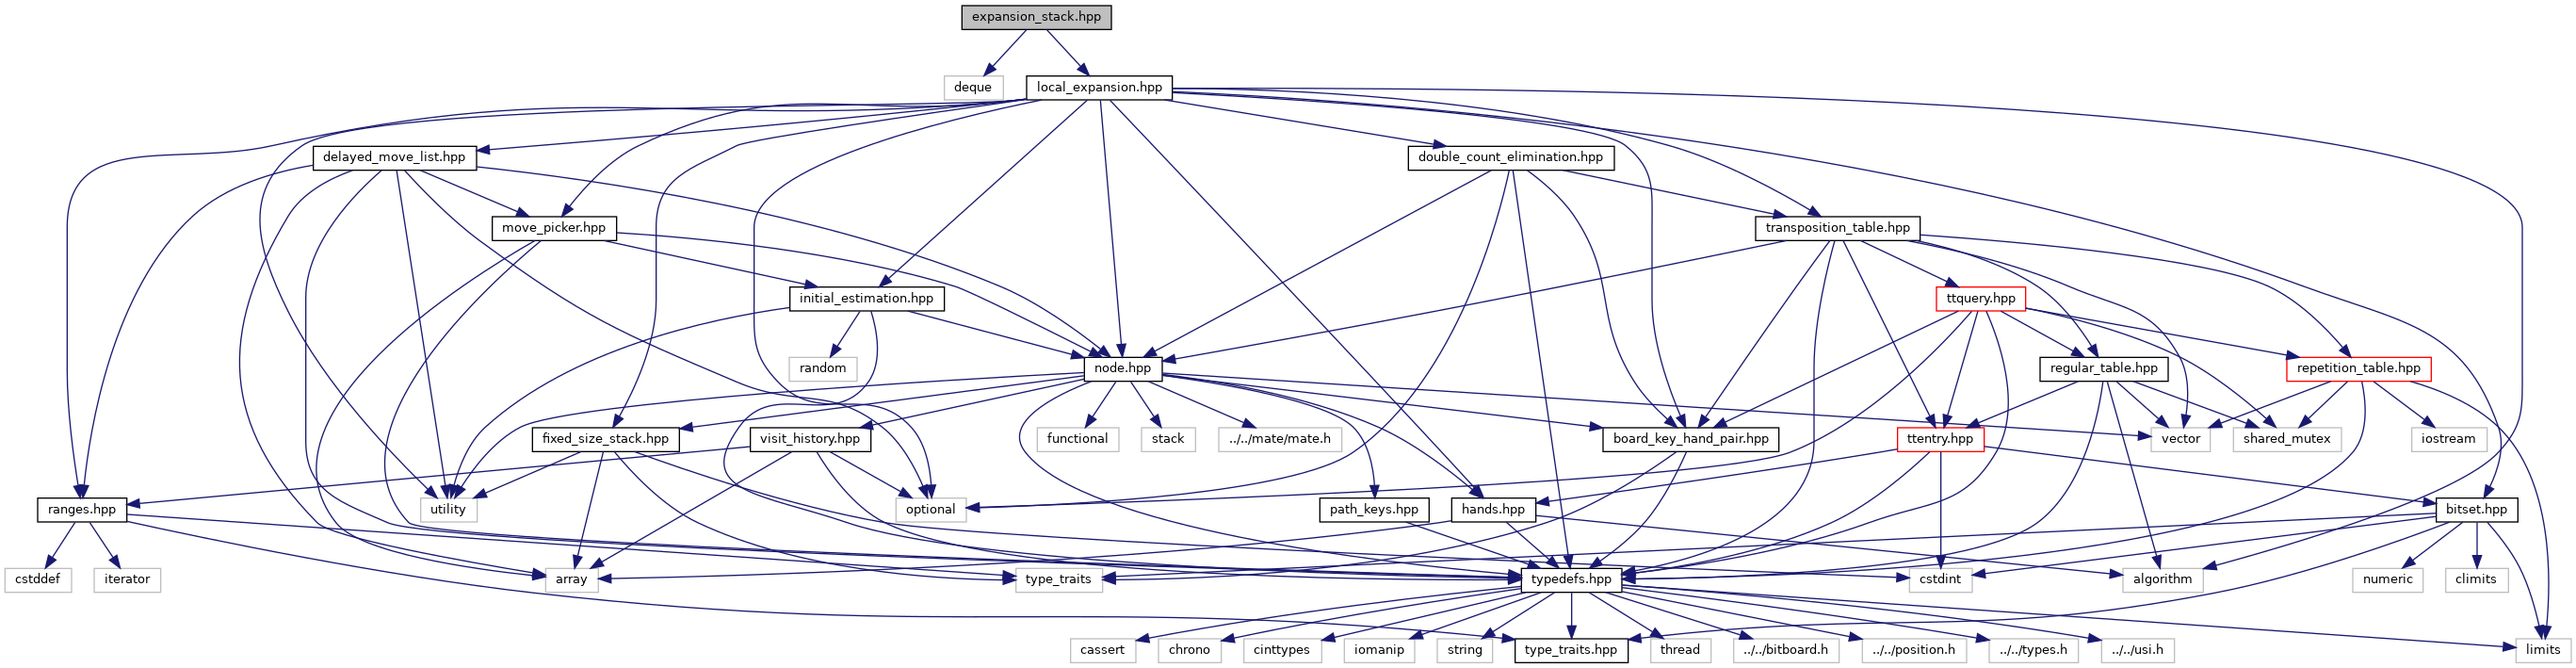 expansion_stack.hpp
deque
local_expansion.hpp
delayed_move_list.hpp
double_count_elimination.hpp
move_picker.hpp
transposition_table.hpp
initial_estimation.hpp
ttquery.hpp
random
node.hpp
regular_table.hpp
repetition_table.hpp
fixed_size_stack.hpp
visit_history.hpp
functional
stack
../../mate/mate.h
board_key_hand_pair.hpp
ttentry.hpp
vector
shared_mutex
iostream
ranges.hpp
utility
optional
path_keys.hpp
hands.hpp
bitset.hpp
cstddef
iterator
array
type_traits
typedefs.hpp
cstdint
algorithm
numeric
climits
cassert
chrono
cinttypes
iomanip
string
type_traits.hpp
thread
../../bitboard.h
../../position.h
../../types.h
../../usi.h
limits